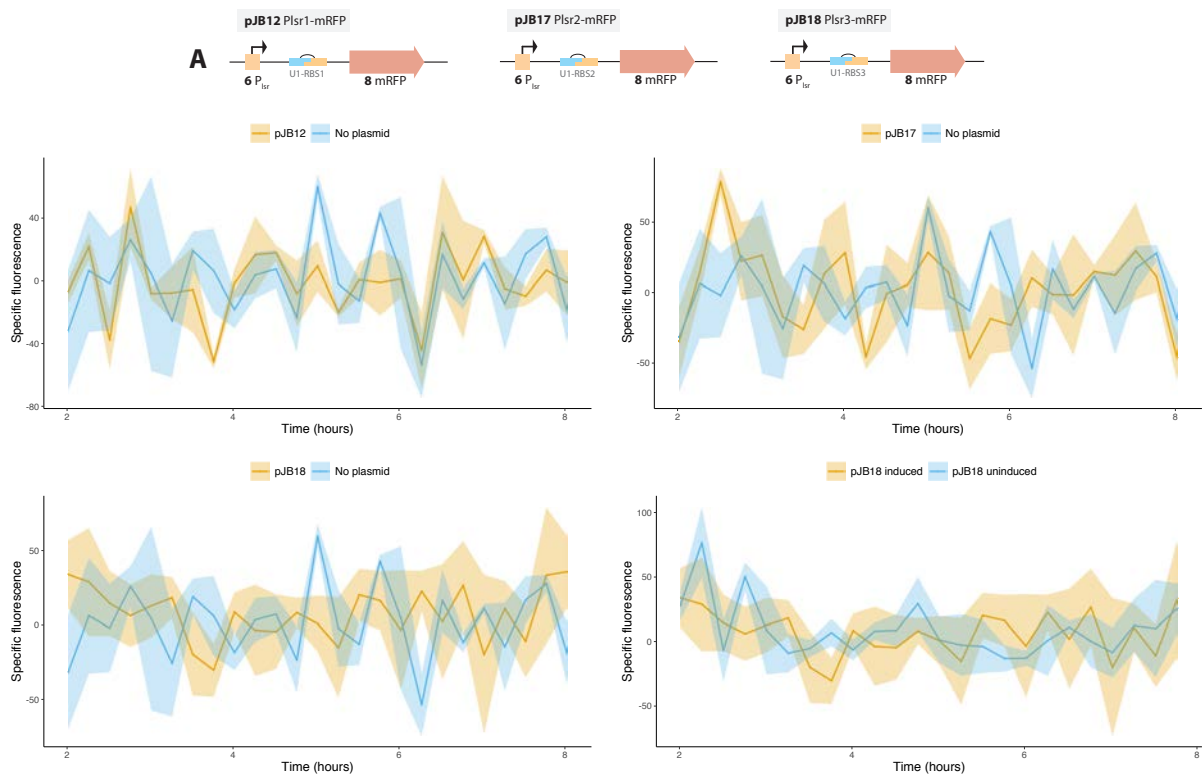 pJB12 Plsr1-mRFP
pJB17 Plsr2-mRFP
pJB18 Plsr3-mRFP
A
U1-RBS1
6 Plsr
8 mRFP
U1-RBS2
6 Plsr
8 mRFP
U1-RBS3
6 Plsr
8 mRFP
pJB12 No plasmid
Specific fluorescence
40
0
-40
-80
2 4 6 8
Time (hours)
pJB17 No plasmid
Specific fluorescence
50
0
-50
2 4 6 8
Time (hours)
pJB18 No plasmid
Specific fluorescence
50
0
-50
2 4 6 8
Time (hours)
pJB18 induced pJB18 uninduced
Specific fluorescence
100
50
0
-50
2 4 6 8
Time (hours)